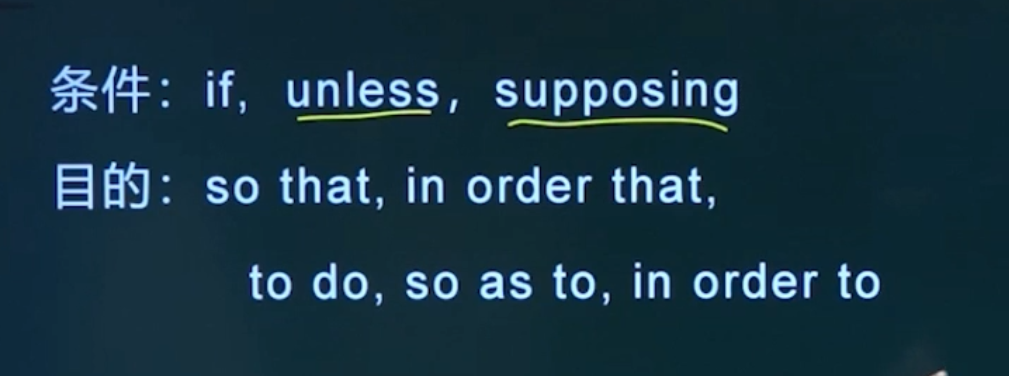 条件：if, unless, supposing
目的：so that, in order that,
to do, so as to, in order to